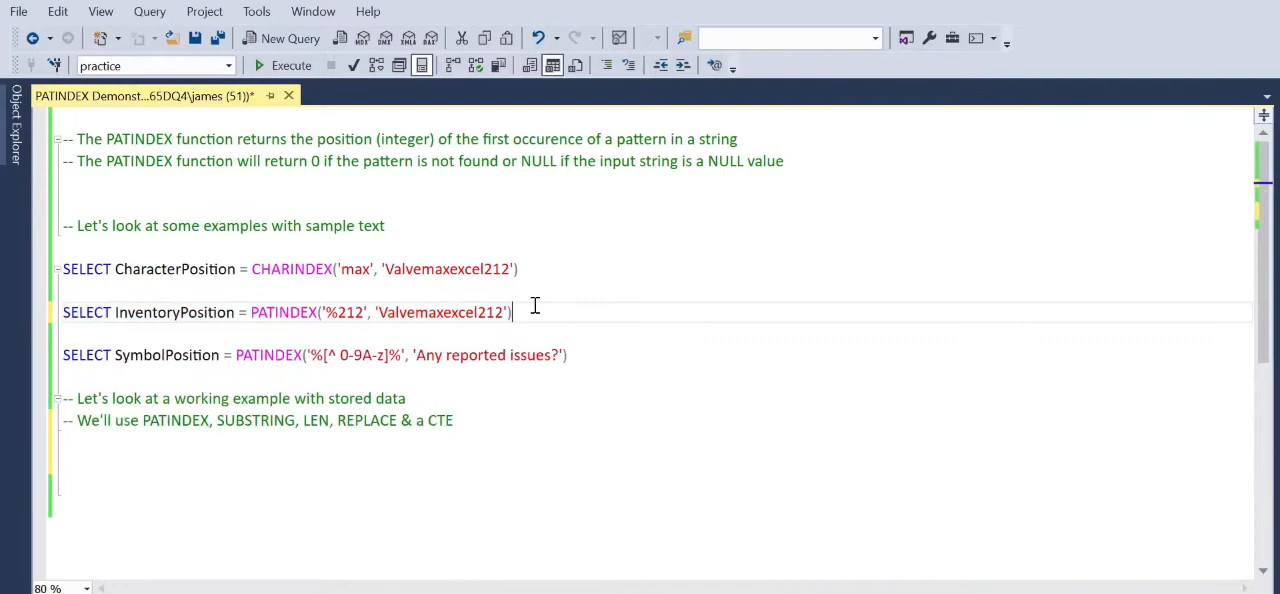 File Edit View Query Project Tools Window Help
New Query MDX DMX XMLA DAX
practice Execute
PATINDEX Demonst...65DQ4\james (51))*
Object Explorer
-- The PATINDEX function returns the position (integer) of the first occurence of a pattern in a string
-- The PATINDEX function will return 0 if the pattern is not found or NULL if the input string is a NULL value
-- Let's look at some examples with sample text
SELECT CharacterPosition = CHARINDEX('max', 'Valvemaxexcel212')
SELECT InventoryPosition = PATINDEX('%212', 'Valvemaxexcel212')
SELECT SymbolPosition = PATINDEX('%[^ 0-9A-z]%', 'Any reported issues?')
-- Let's look at a working example with stored data
-- We'll use PATINDEX, SUBSTRING, LEN, REPLACE & a CTE
80 %